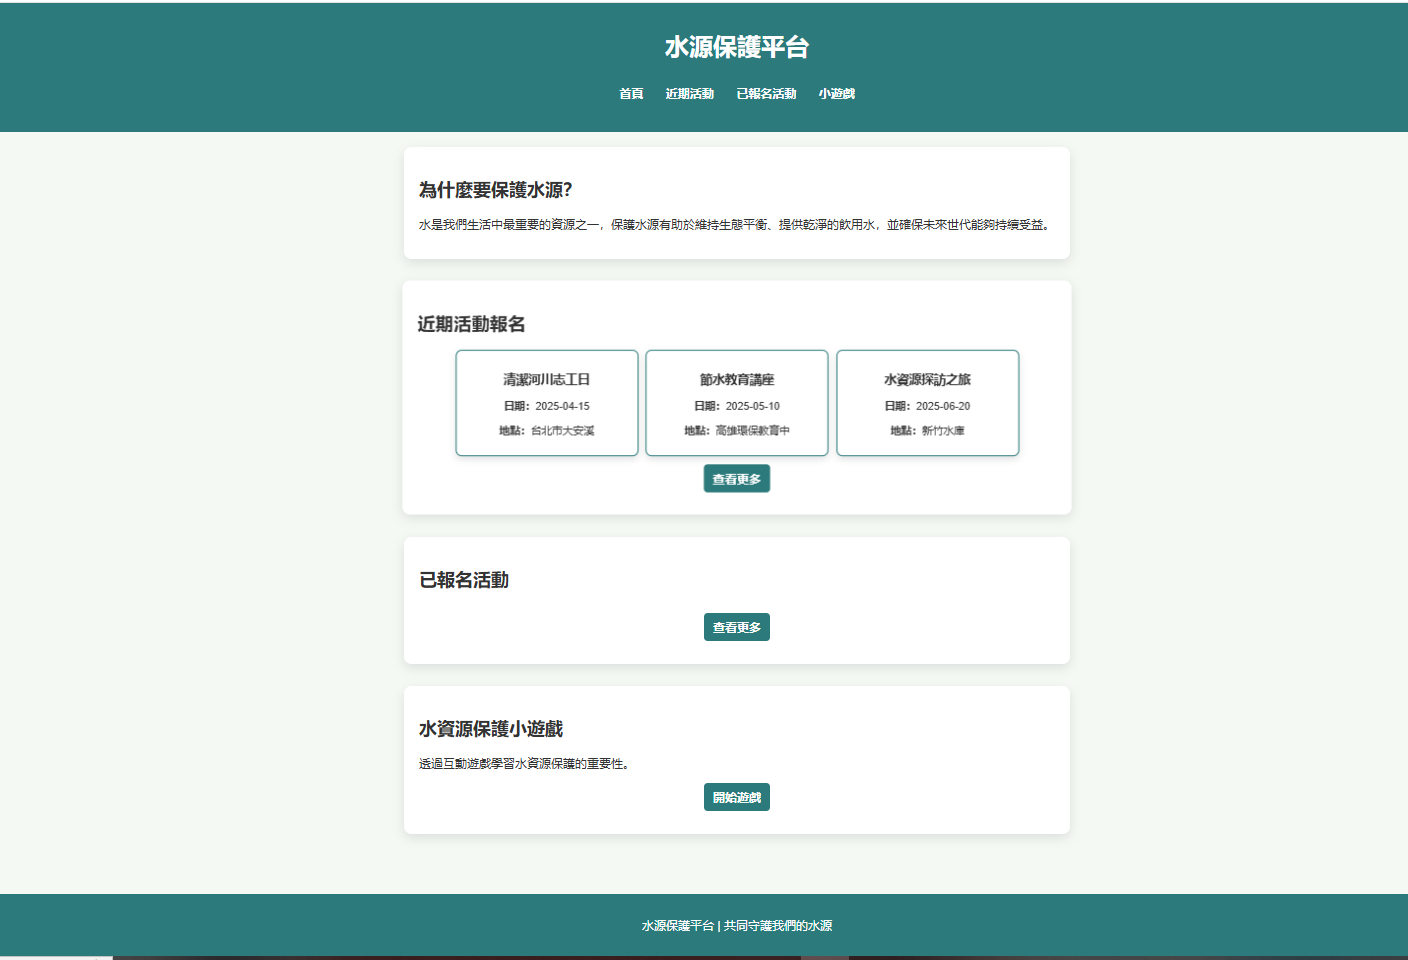 水源保護平台
首頁 近期活動 已報名活動 小遊戲
為什麼要保護水源?
水是我們生活中最重要的資源之一，保護水源有助於維持生態平衡、提供乾淨的飲用水，並確保未來世代能夠持續受益。
近期活動報名
清潔河川志工日
日期：2025-04-15
地點：台北市大安溪
節水教育講座
日期：2025-05-10
地點：高雄環保教育中
水資源探訪之旅
日期：2025-06-20
地點：新竹水庫
查看更多
已報名活動
查看更多
水資源保護小遊戲
透過互動遊戲學習水資源保護的重要性。
開始遊戲
水源保護平台 | 共同守護我們的水源